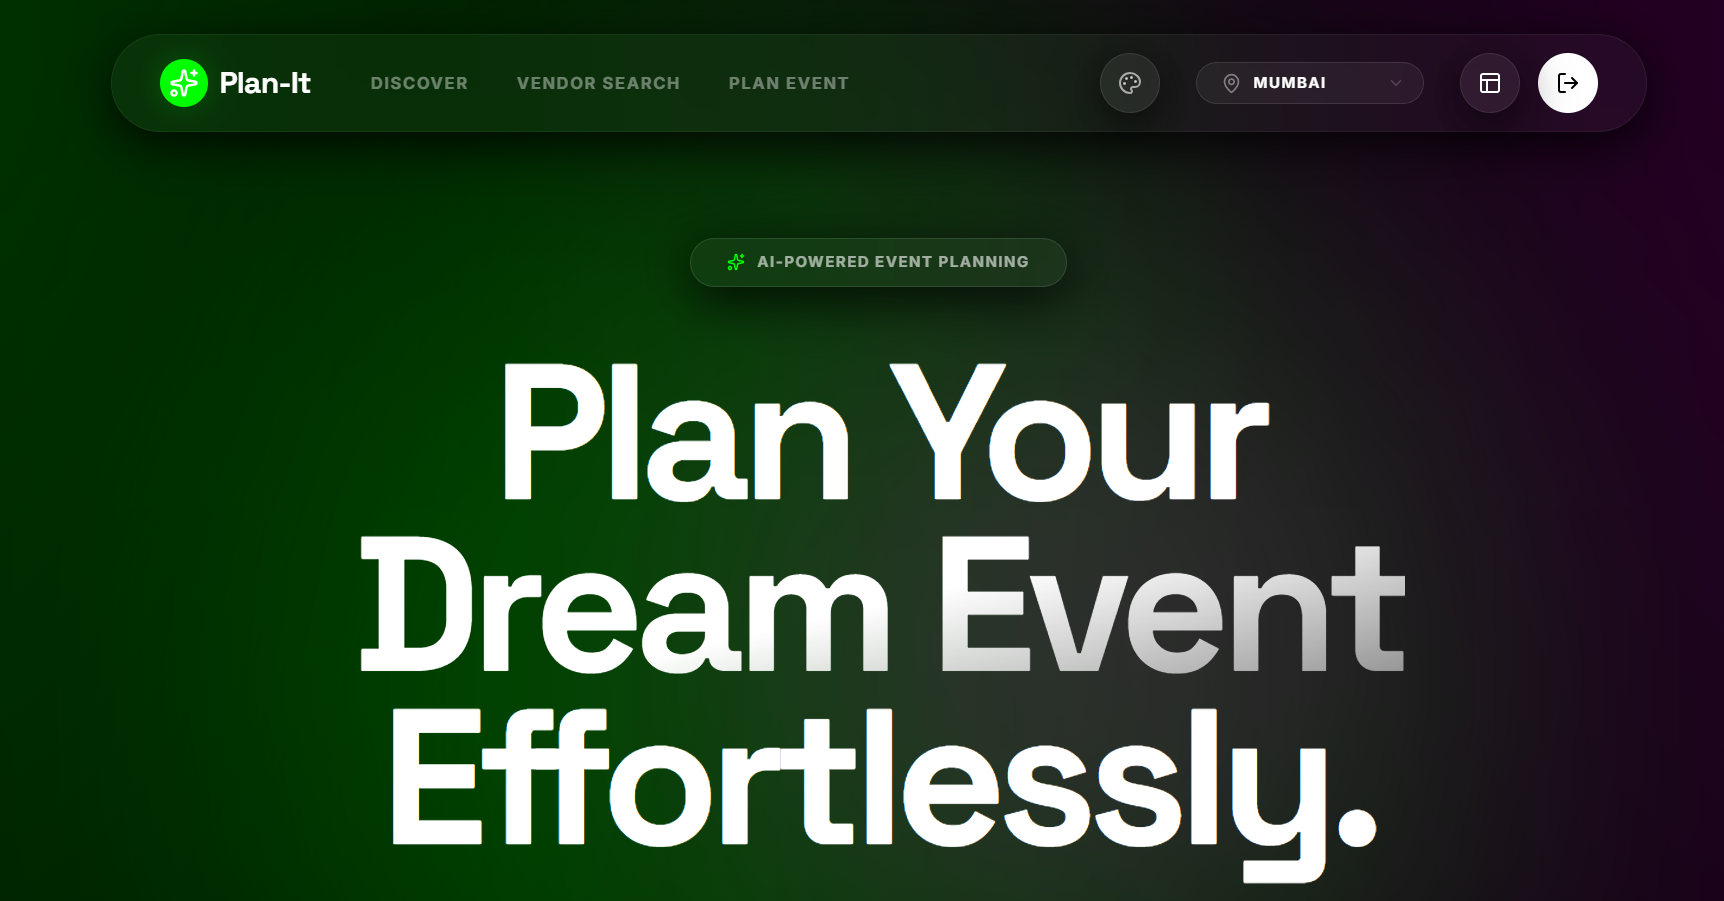 Plan-It
DISCOVER
VENDOR SEARCH
PLAN EVENT
MUMBAI
AI-POWERED EVENT PLANNING
Plan Your
Dream Event
Effortlessly.